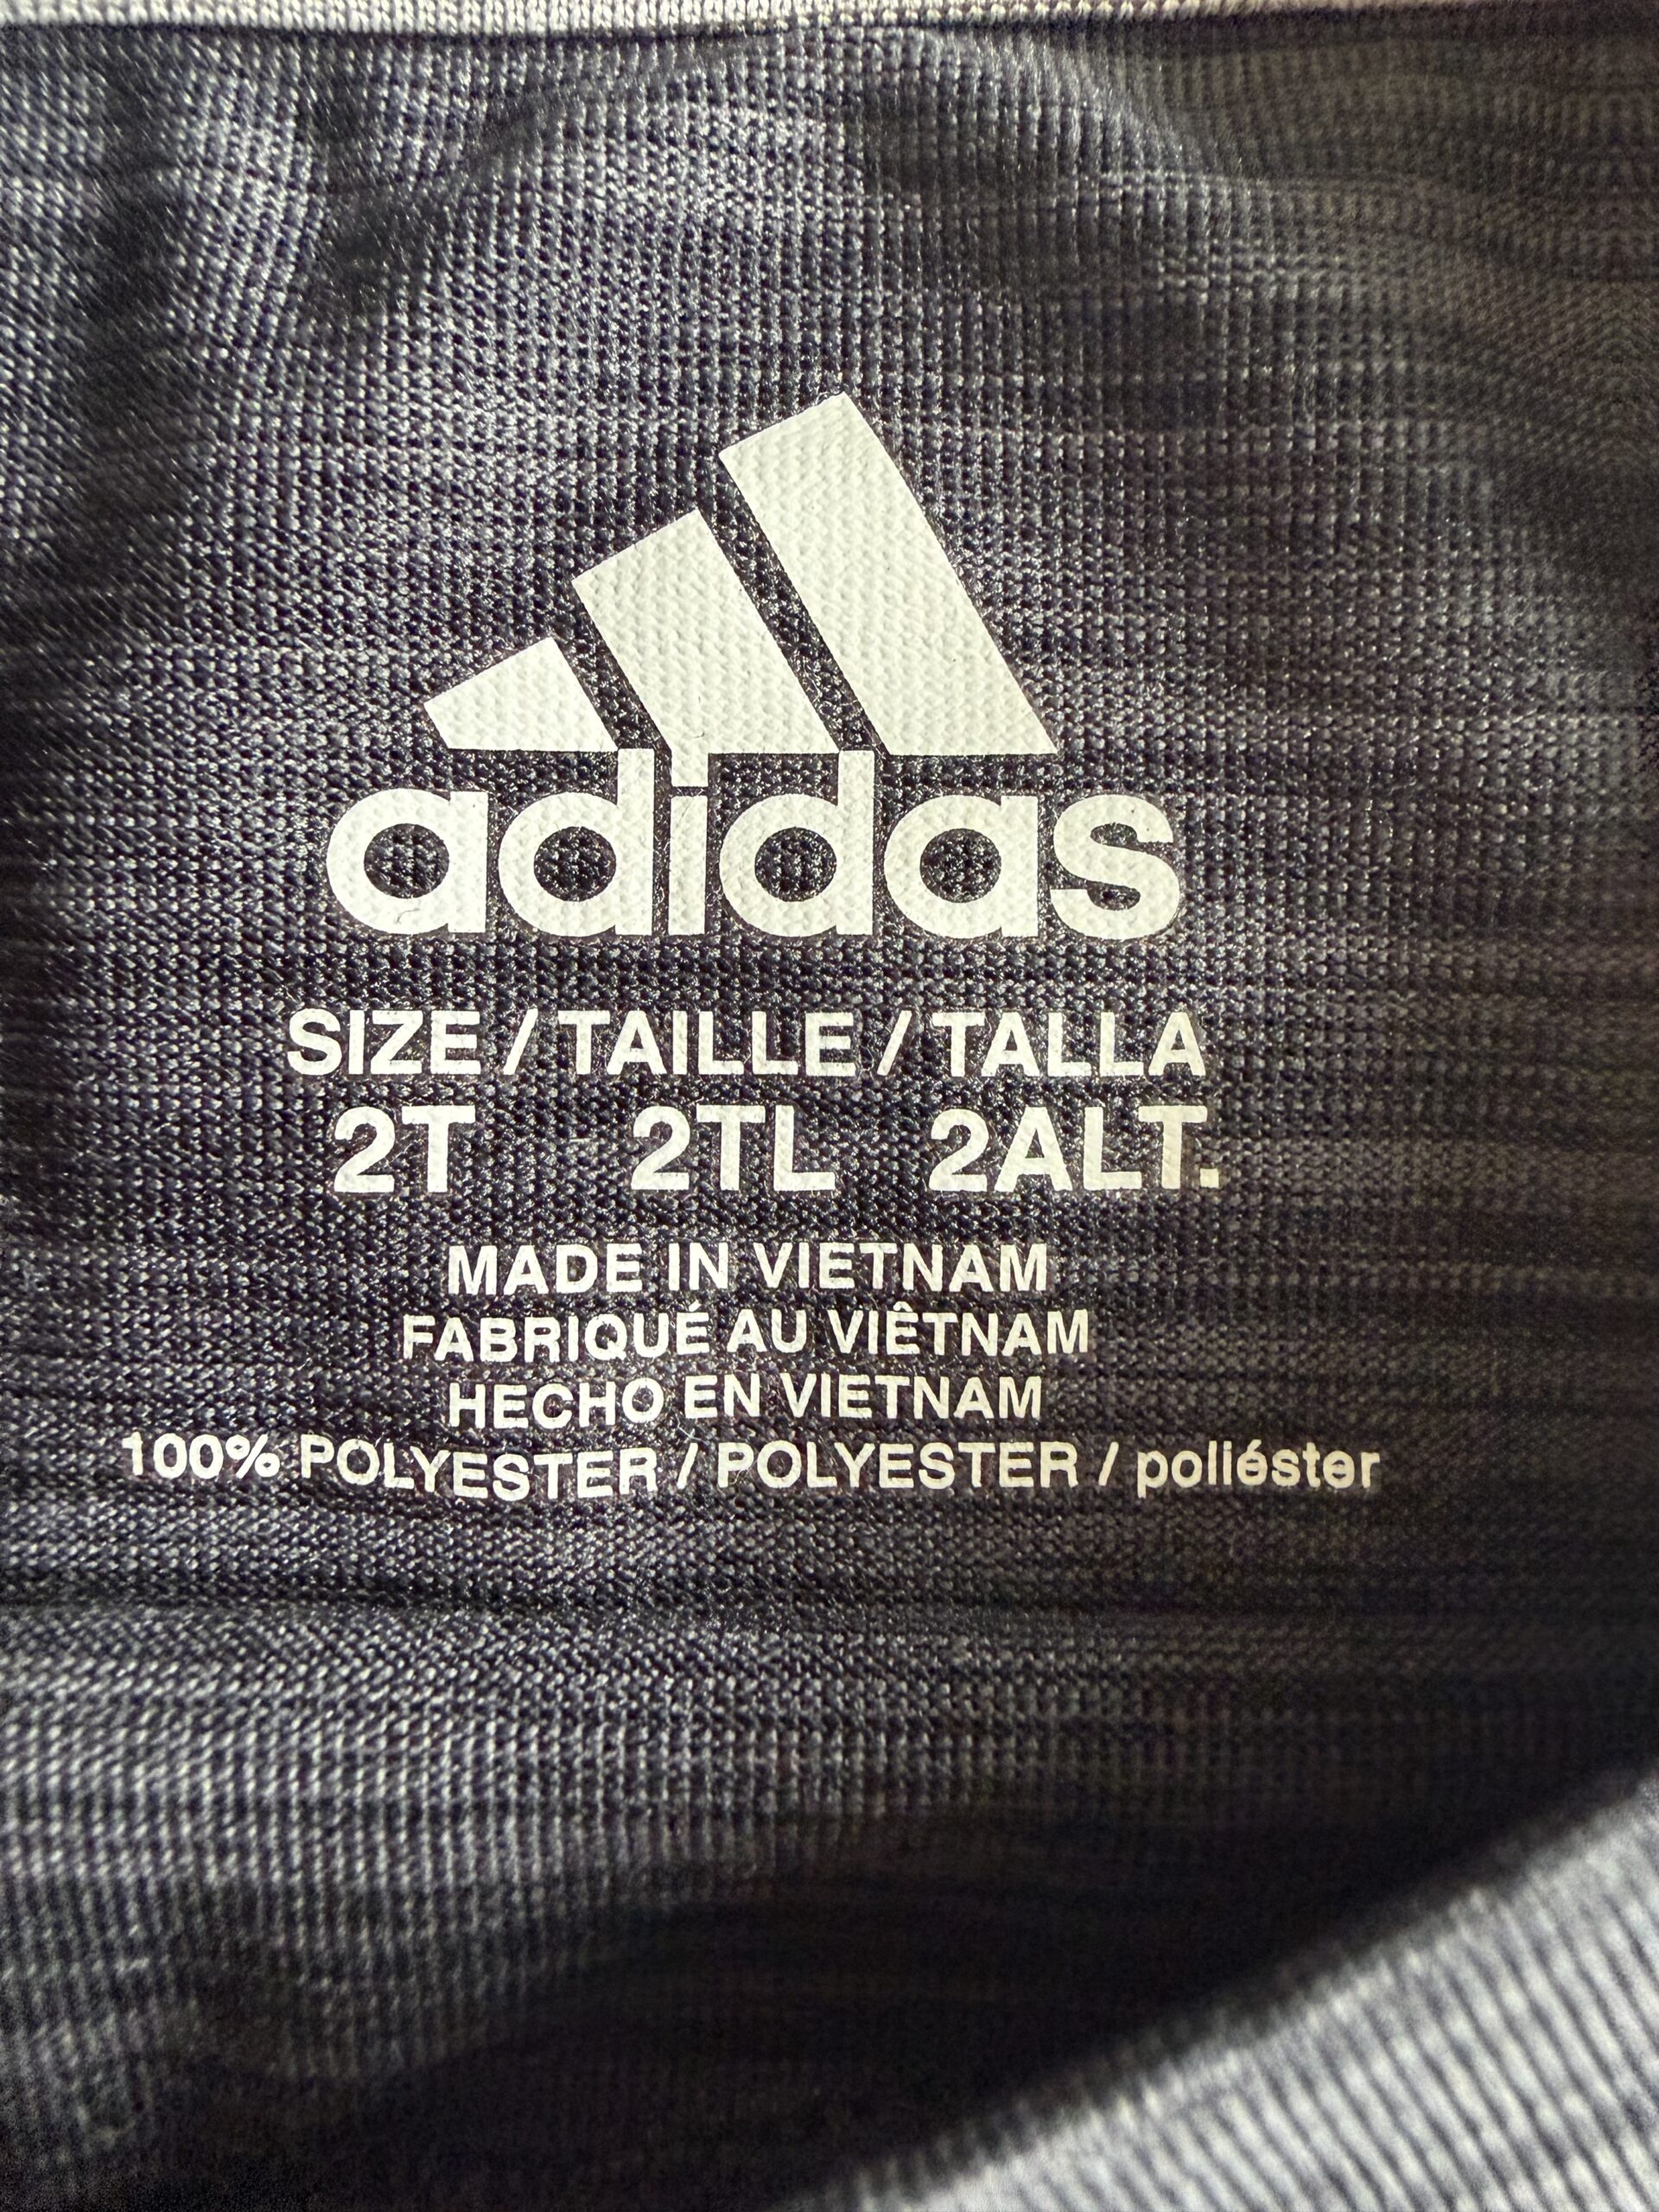 adidas
SIZE / TAILLE / TALLA
2T 2TL 2ALT.
MADE IN VIETNAM
FABRIQUÉ AU VIÊTNAM
HECHO EN VIETNAM
100% POLYESTER / POLYESTER / poliéster